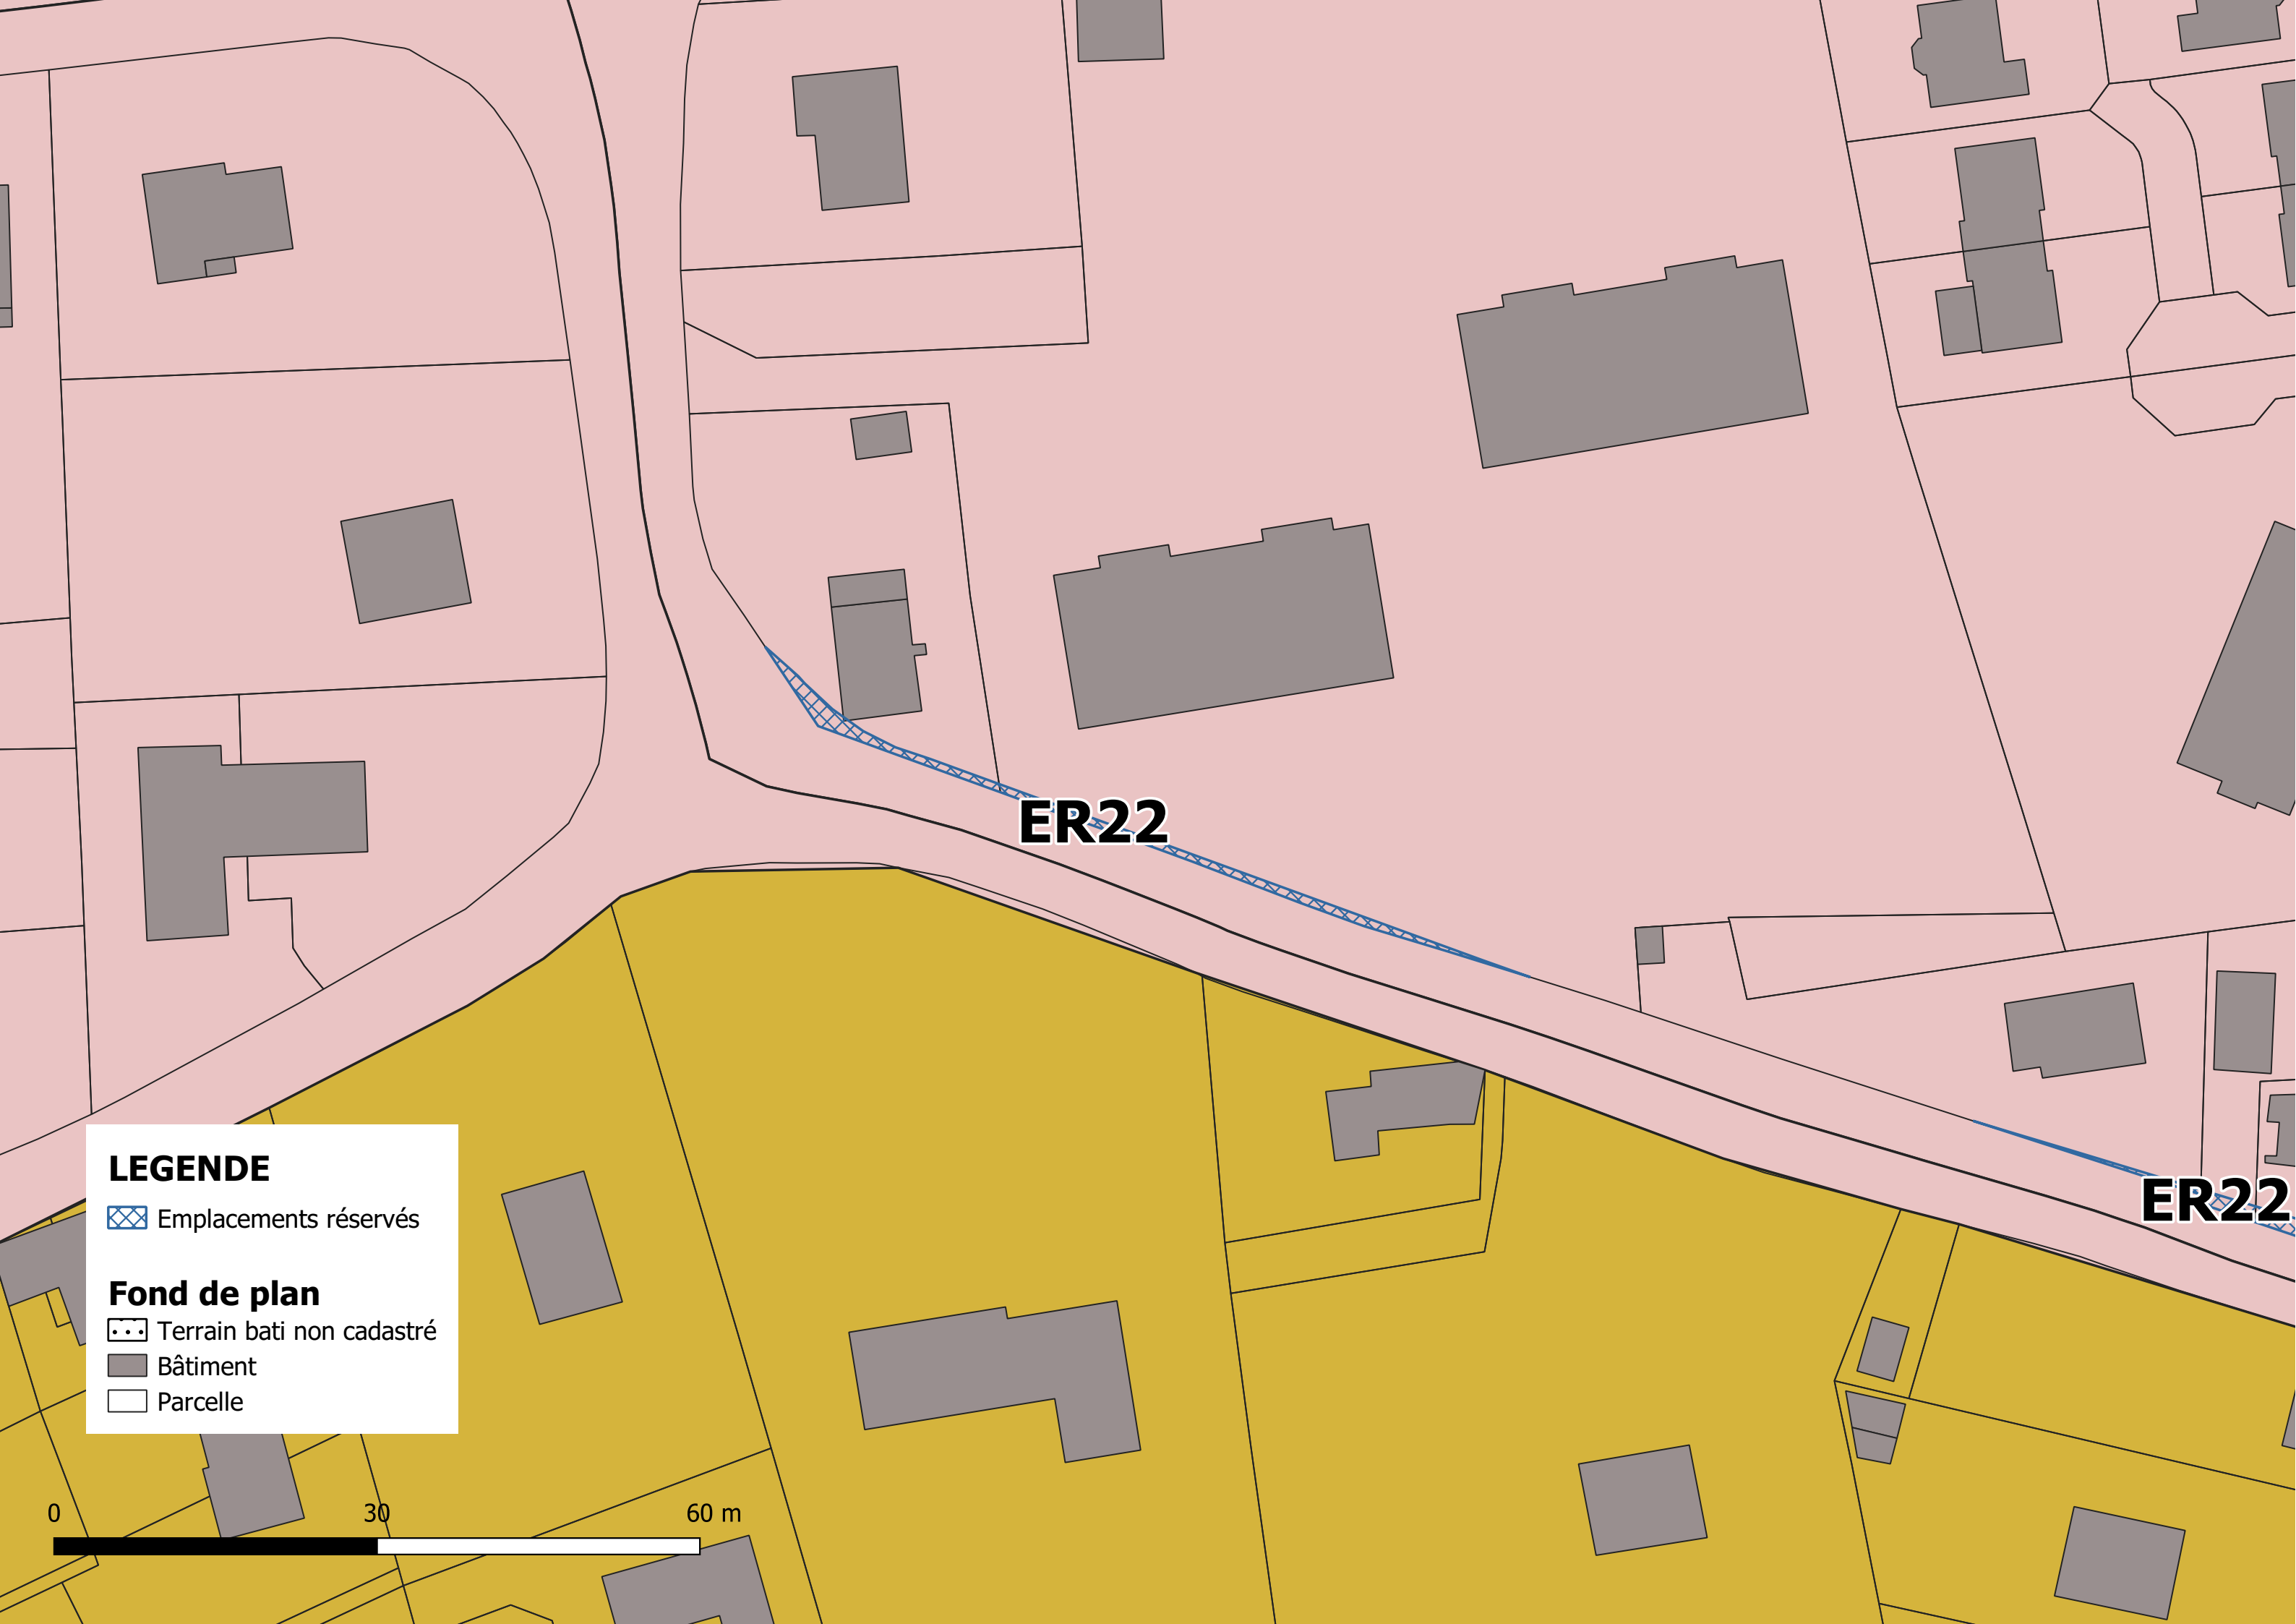 ER22
ER22
LEGENDE
Emplacements réservés
Fond de plan
Terrain bati non cadastré
Bâtiment
Parcelle
0 30 60 m